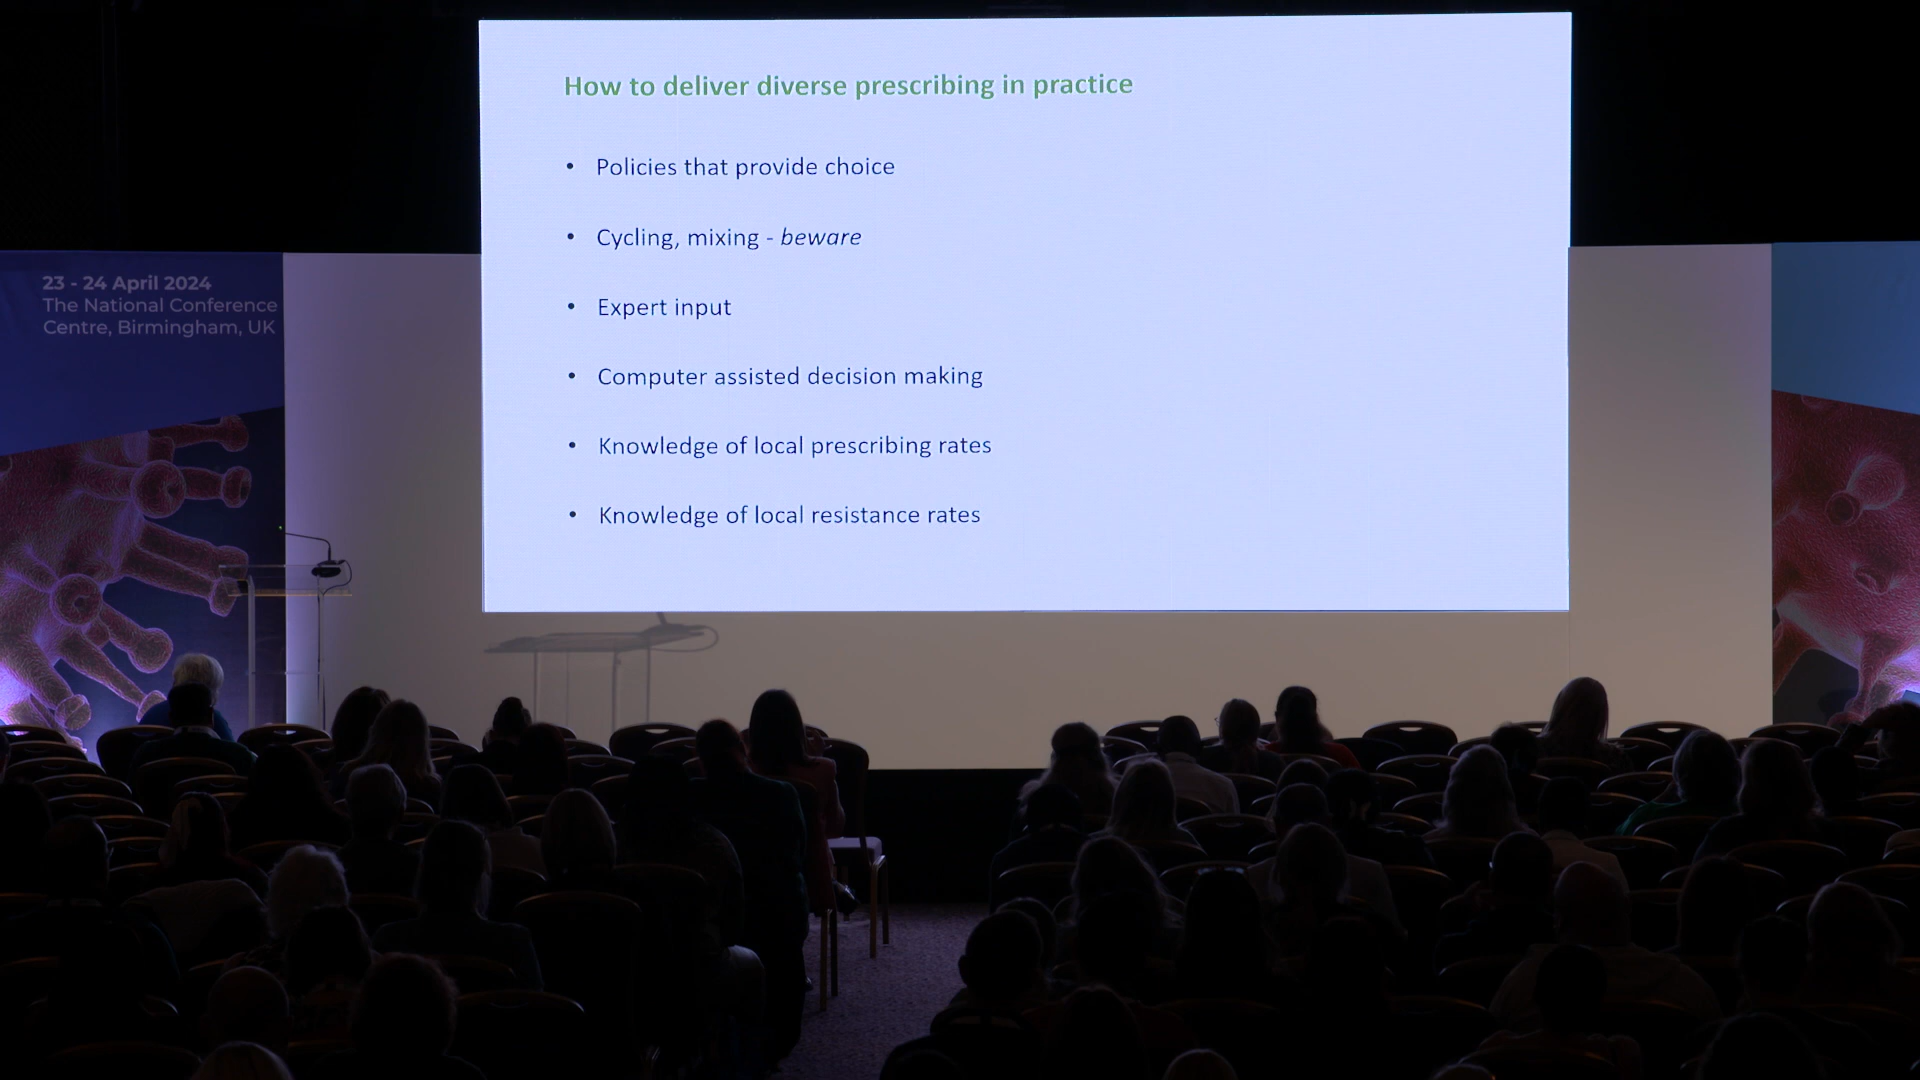 How to deliver diverse prescribing in practice
• Policies that provide choice
• Cycling, mixing - beware
• Expert input
• Computer assisted decision making
• Knowledge of local prescribing rates
• Knowledge of local resistance rates
23 - 24 April 2024
The National Conference
Centre, Birmingham, UK